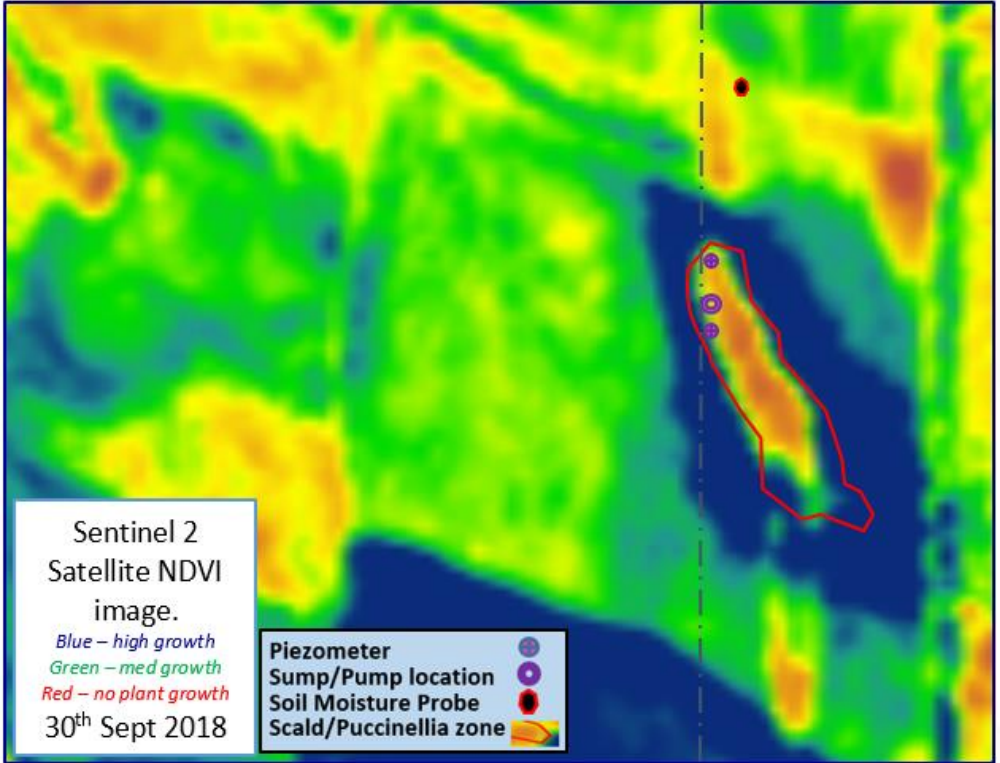 Sentinel 2
Satellite NDVI
image.
Blue – high growth
Green – med growth
Red – no plant growth
30th Sept 2018
Piezometer
Sump/Pump location
Soil Moisture Probe
Scald/Puccinellia zone